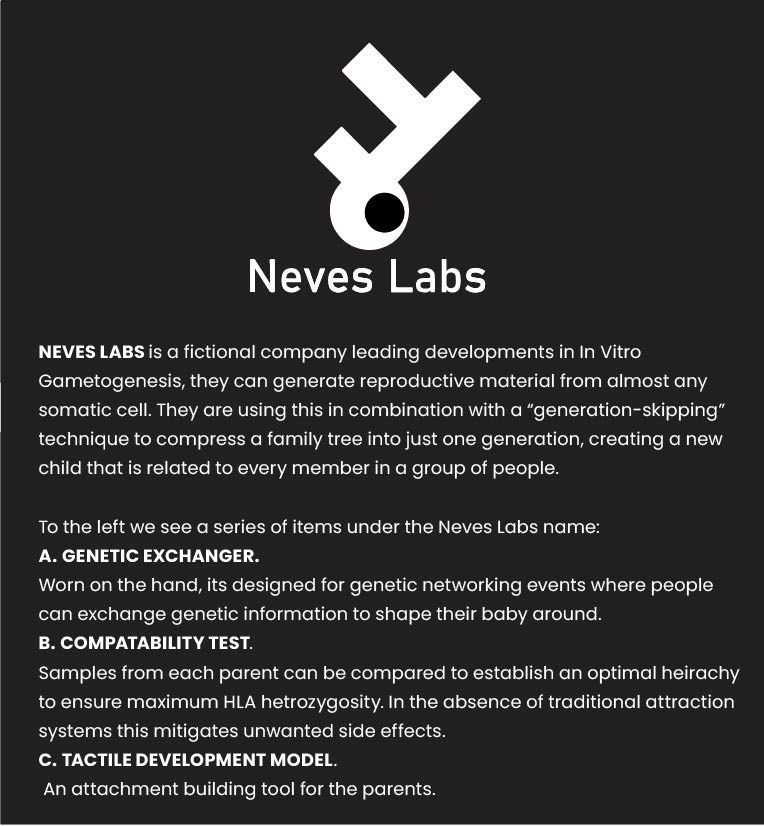 Neves Labs
NEVES LABS is a fictional company leading developments in In Vitro
Gametogenesis, they can generate reproductive material from almost any
somatic cell. They are using this in combination with a “generation-skipping”
technique to compress a family tree into just one generation, creating a new
child that is related to every member in a group of people.
To the left we see a series of items under the Neves Labs name:
A. GENETIC EXCHANGER.
Worn on the hand, its designed for genetic networking events where people
can exchange genetic information to shape their baby around.
B. COMPATABILITY TEST.
Samples from each parent can be compared to establish an optimal heirachy
to ensure maximum HLA hetrozygosity. In the absence of traditional attraction
systems this mitigates unwanted side effects.
C. TACTILE DEVELOPMENT MODEL.
An attachment building tool for the parents.